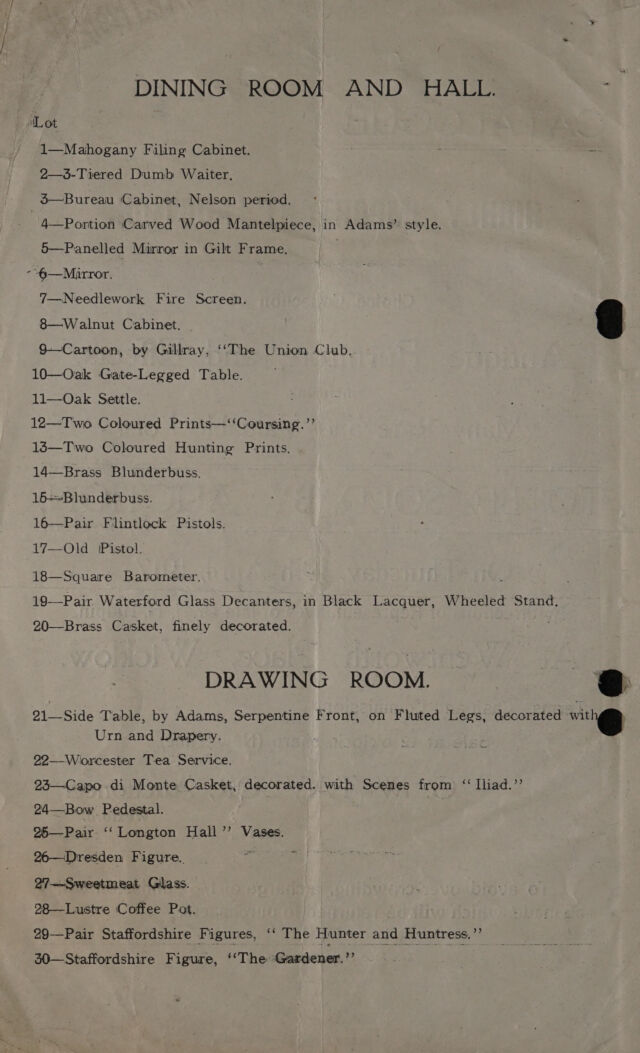 DINING ROOM AND HALL.
Lot
1—Mahogany Filing Cabinet.
2—3-Tiered Dumb Waiter.
3—Bureau Cabinet, Nelson period.
4—Portion Carved Wood Mantelpiece, in Adams’ style.
5—Panelled Mirror in Gilt Frame.
6—Mirror.
7—Needlework Fire Screen.
8—Walnut Cabinet.
9—Cartoon, by Gillray, ‘‘The Union Club.
10—Oak Gate-Legged Table.
11—Oak Settle.
12—Two Coloured Prints—‘‘Coursing.’’
13—Two Coloured Hunting Prints.
14—Brass Blunderbuss.
15—Blunderbuss.
16—Pair Flintlock Pistols.
17—Old Pistol.
18—Square Barometer.
19—Pair Waterford Glass Decanters, in Black Lacquer, Wheeled Stand.
20—Brass Casket, finely decorated.
DRAWING ROOM.
21—Side Table, by Adams, Serpentine Front, on Fluted Legs, decorated with
Urn and Drapery.
22—Worcester Tea Service.
23—Capo di Monte Casket, decorated. with Scenes from ‘‘ Iliad.’’
24—Bow Pedestal.
25—Pair ‘‘ Longton Hall ’’ Vases.
26—Dresden Figure.
27—Sweetmeat Glass.
28—Lustre Coffee Pot.
29—Pair Staffordshire Figures, ‘‘ The Hunter and Huntress.’’
30—Staffordshire Figure, ‘‘The Gardener.’’